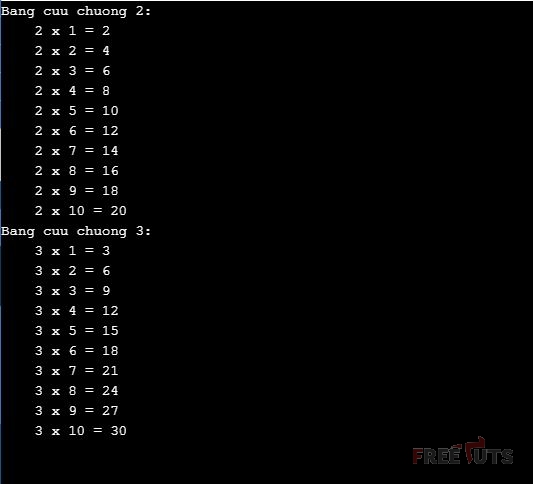 Bang cuu chuong 2:
2 x 1 = 2
2 x 2 = 4
2 x 3 = 6
2 x 4 = 8
2 x 5 = 10
2 x 6 = 12
2 x 7 = 14
2 x 8 = 16
2 x 9 = 18
2 x 10 = 20
Bang cuu chuong 3:
3 x 1 = 3
3 x 2 = 6
3 x 3 = 9
3 x 4 = 12
3 x 5 = 15
3 x 6 = 18
3 x 7 = 21
3 x 8 = 24
3 x 9 = 27
3 x 10 = 30
FREETUTS